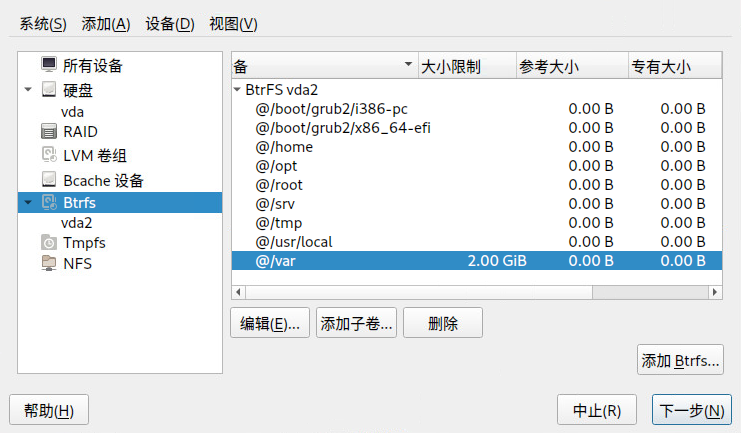 系统(S) 添加(A) 设备(D) 视图(V)
所有设备
硬盘
vda
RAID
LVM 卷组
Bcache 设备
Btrfs
vda2
Tmpfs
NFS
备 大小限制 参考大小 专有大小
BtrFS vda2
@/boot/grub2/i386-pc 0.00 B 0.00 B
@/boot/grub2/x86_64-efi 0.00 B 0.00 B
@/home 0.00 B 0.00 B
@/opt 0.00 B 0.00 B
@/root 0.00 B 0.00 B
@/srv 0.00 B 0.00 B
@/tmp 0.00 B 0.00 B
@/usr/local 0.00 B 0.00 B
@/var 2.00 GiB 0.00 B 0.00 B
编辑(E)... 添加子卷... 删除
添加 Btrfs...
帮助(H) 中止(R) 下一步(N)